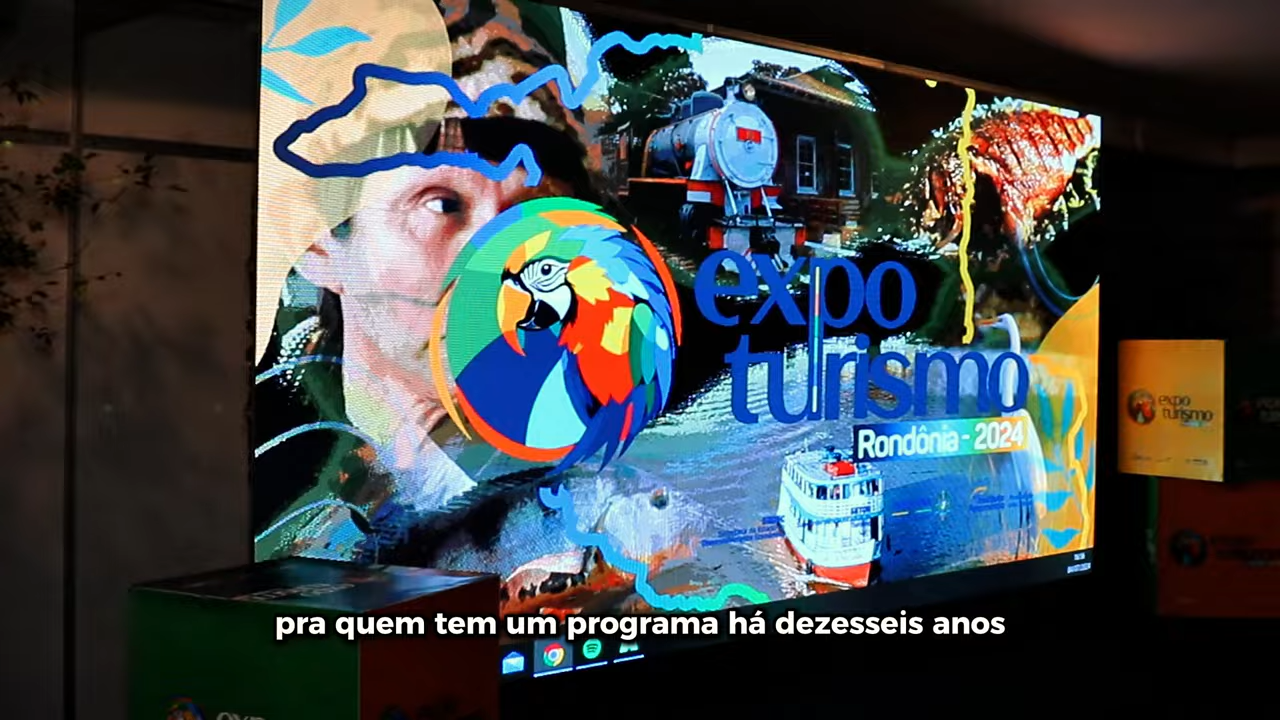 expo
turismo
Rondônia - 2024
expo
turismo
pra quem tem um programa há dezesseis anos